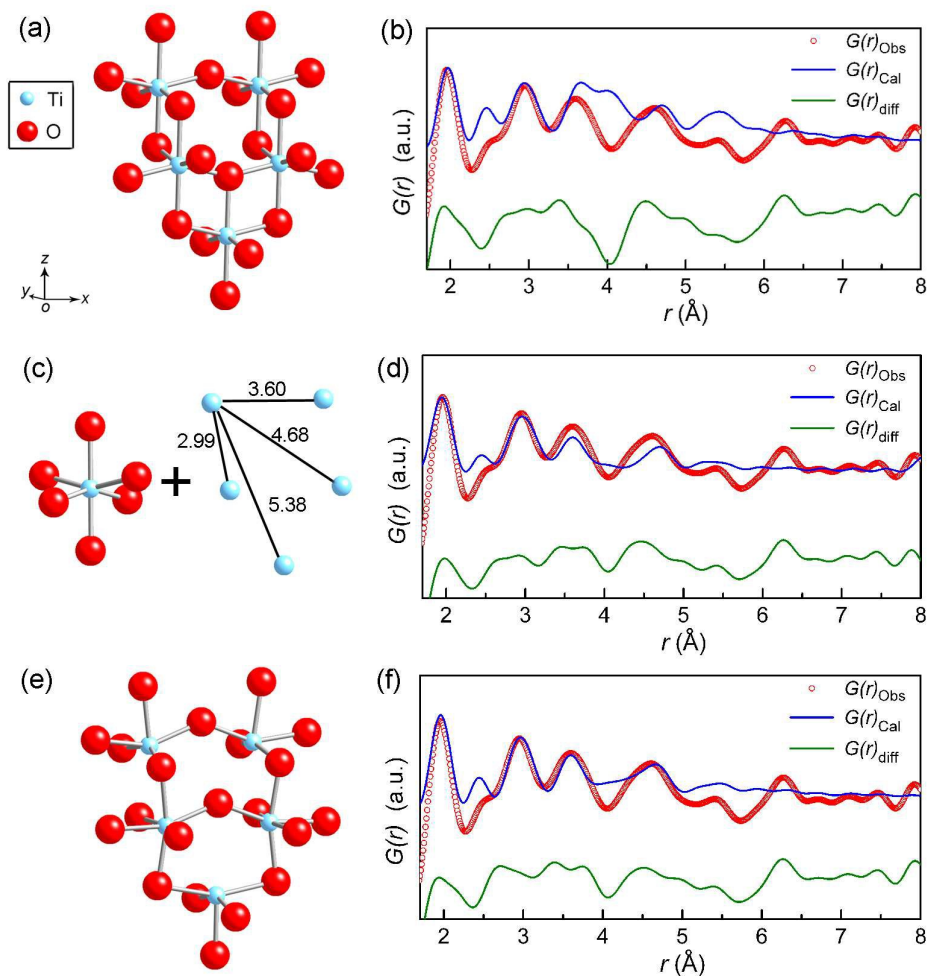 (a)
Ti
O
z
y
o
x
(b)
G(r)Obs
G(r)Cal
G(r)diff
G(r) (a.u.)
2 3 4 5 6 7 8
r (Å)
(c)
3.60
2.99
4.68
5.38
+
(d)
G(r)Obs
G(r)Cal
G(r)diff
G(r) (a.u.)
2 3 4 5 6 7 8
r (Å)
(e)
(f)
G(r)Obs
G(r)Cal
G(r)diff
G(r) (a.u.)
2 3 4 5 6 7 8
r (Å)